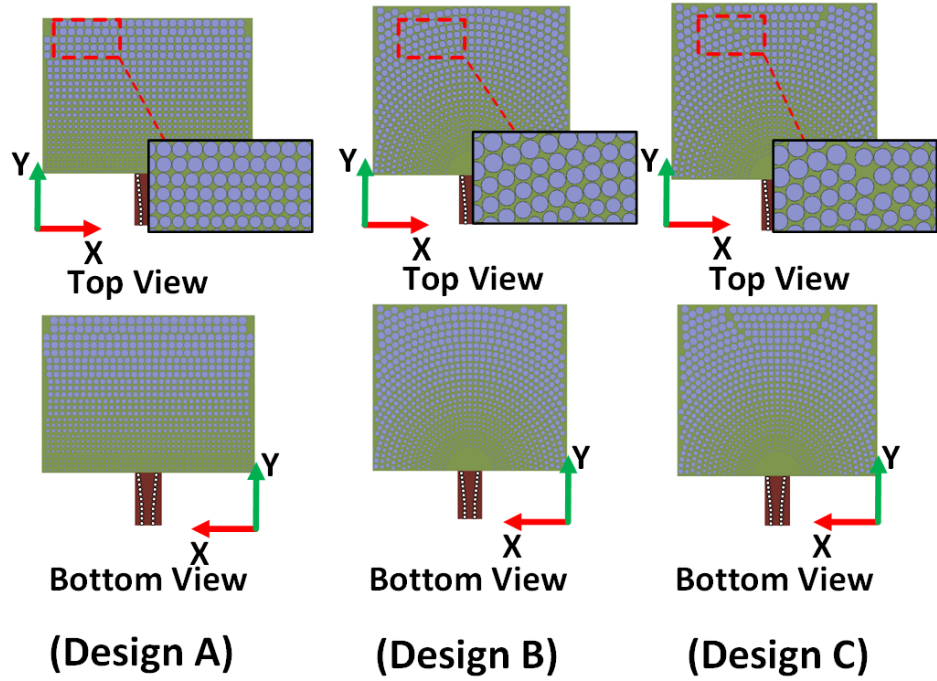 Y Y Y
X X X
Top View Top View Top View
Y Y Y
X X X
Bottom View Bottom View Bottom View
(Design A) (Design B) (Design C)